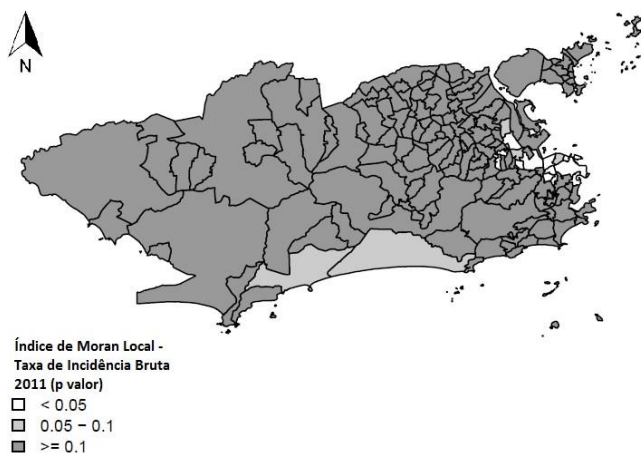 N
Índice de Moran Local -
Taxa de Incidência Bruta
2011 (p valor)
< 0.05
0.05 − 0.1
>= 0.1